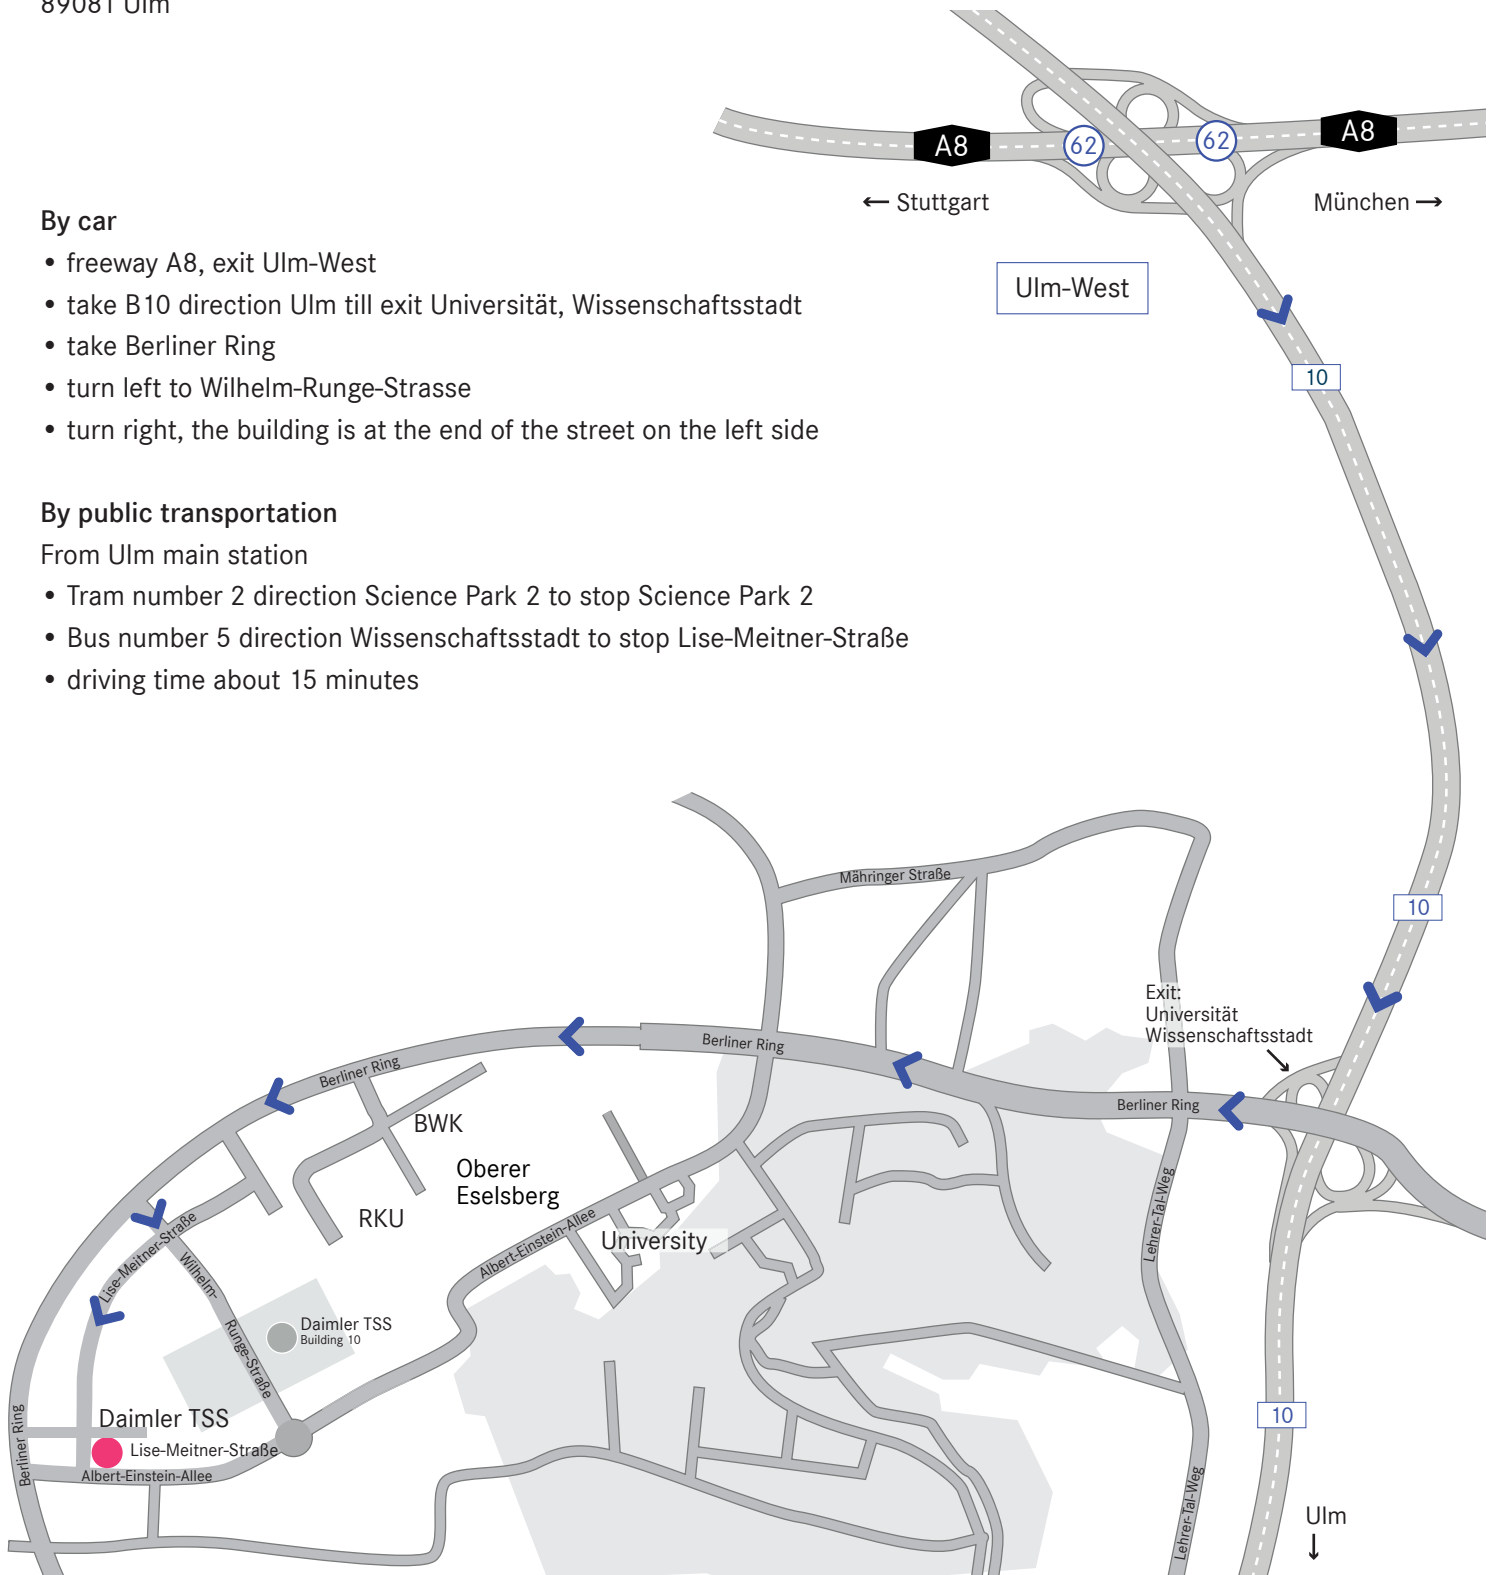 89081 Ulm
A8
62
62
A8
← Stuttgart
München →
Ulm-West
By car
• freeway A8, exit Ulm-West
• take B10 direction Ulm till exit Universität, Wissenschaftsstadt
• take Berliner Ring
• turn left to Wilhelm-Runge-Strasse
• turn right, the building is at the end of the street on the left side
10
By public transportation
From Ulm main station
• Tram number 2 direction Science Park 2 to stop Science Park 2
• Bus number 5 direction Wissenschaftsstadt to stop Lise-Meitner-Straße
• driving time about 15 minutes
Mähringer Straße
10
Exit:
Universität
Wissenschaftsstadt
Berliner Ring
Berliner Ring
Berliner Ring
BWK
Oberer
Eselsberg
RKU
Albert-Einstein-Allee
University
Lehrer-Tal-Weg
Lise-Meitner-Straße
Wilhelm-
Runge-Straße
Daimler TSS
Building 10
Daimler TSS
Lise-Meitner-Straße
Berliner Ring
Albert-Einstein-Allee
10
Lehrer-Tal-Weg
Ulm
↓